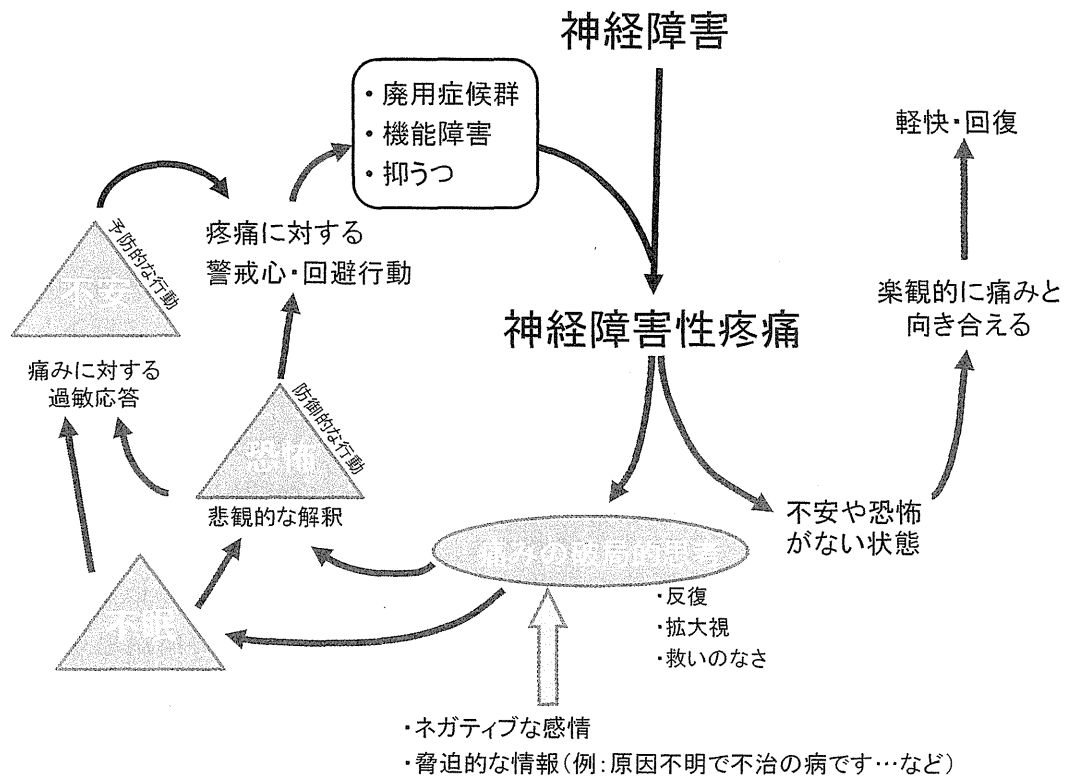 神経障害
・廃用症候群
・機能障害
・抑うつ
軽快・回復
予防的な行動
不安
疼痛に対する
警戒心・回避行動
楽観的に痛みと
向き合える
神経障害性疼痛
痛みに対する
過敏応答
防御的な行動
恐怖
悲観的な解釈
不安や恐怖
がない状態
痛みの破局的思考
・反復
・拡大視
・救いのなさ
不眠
・ネガティブな感情
・脅迫的な情報(例:原因不明で不治の病です…など)